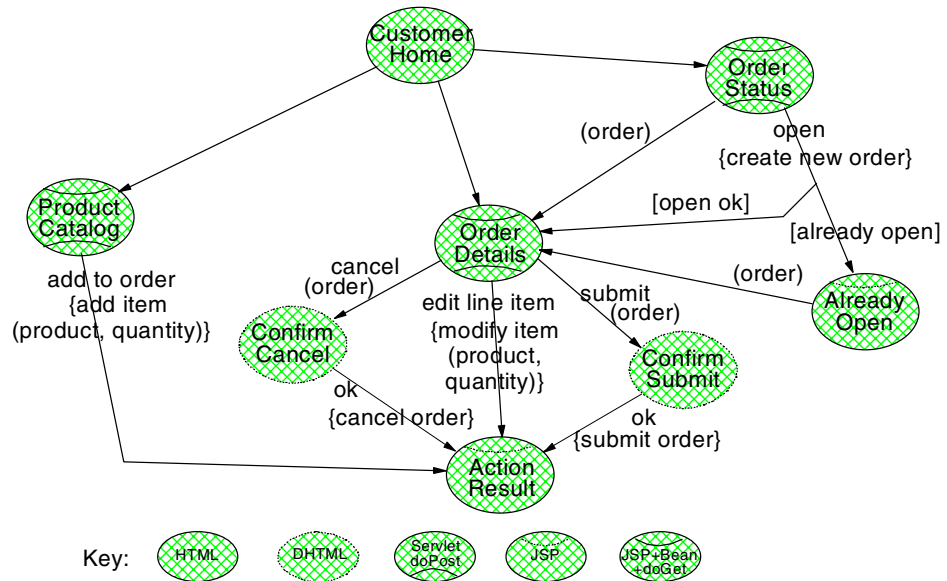 Customer
Home
Order
Status
(order)
open
{create new order}
Product
Catalog
[open ok]
Order
Details
[already open]
add to order
{add item
(product, quantity)}
cancel
(order)
edit line item
{modify item
(product,
quantity)}
submit
(order)
(order)
Already
Open
Confirm
Cancel
Confirm
Submit
ok
{cancel order}
ok
{submit order}
Action
Result
Key:
HTML
DHTML
Servlet
doPost
JSP
JSP+Bean
+doGet